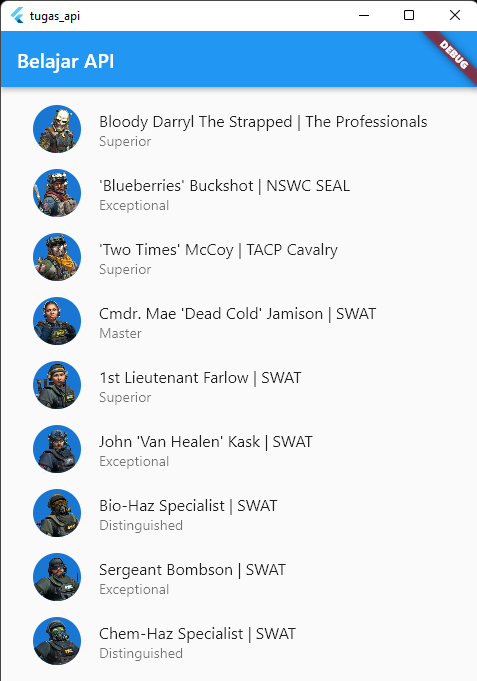 tugas_api
Belajar API
DEBUG
Bloody Darryl The Strapped | The Professionals
Superior
'Blueberries' Buckshot | NSWC SEAL
Exceptional
'Two Times' McCoy | TACP Cavalry
Superior
Cmdr. Mae 'Dead Cold' Jamison | SWAT
Master
1st Lieutenant Farlow | SWAT
Superior
John 'Van Healen' Kask | SWAT
Exceptional
Bio-Haz Specialist | SWAT
Distinguished
Sergeant Bombson | SWAT
Exceptional
Chem-Haz Specialist | SWAT
Distinguished